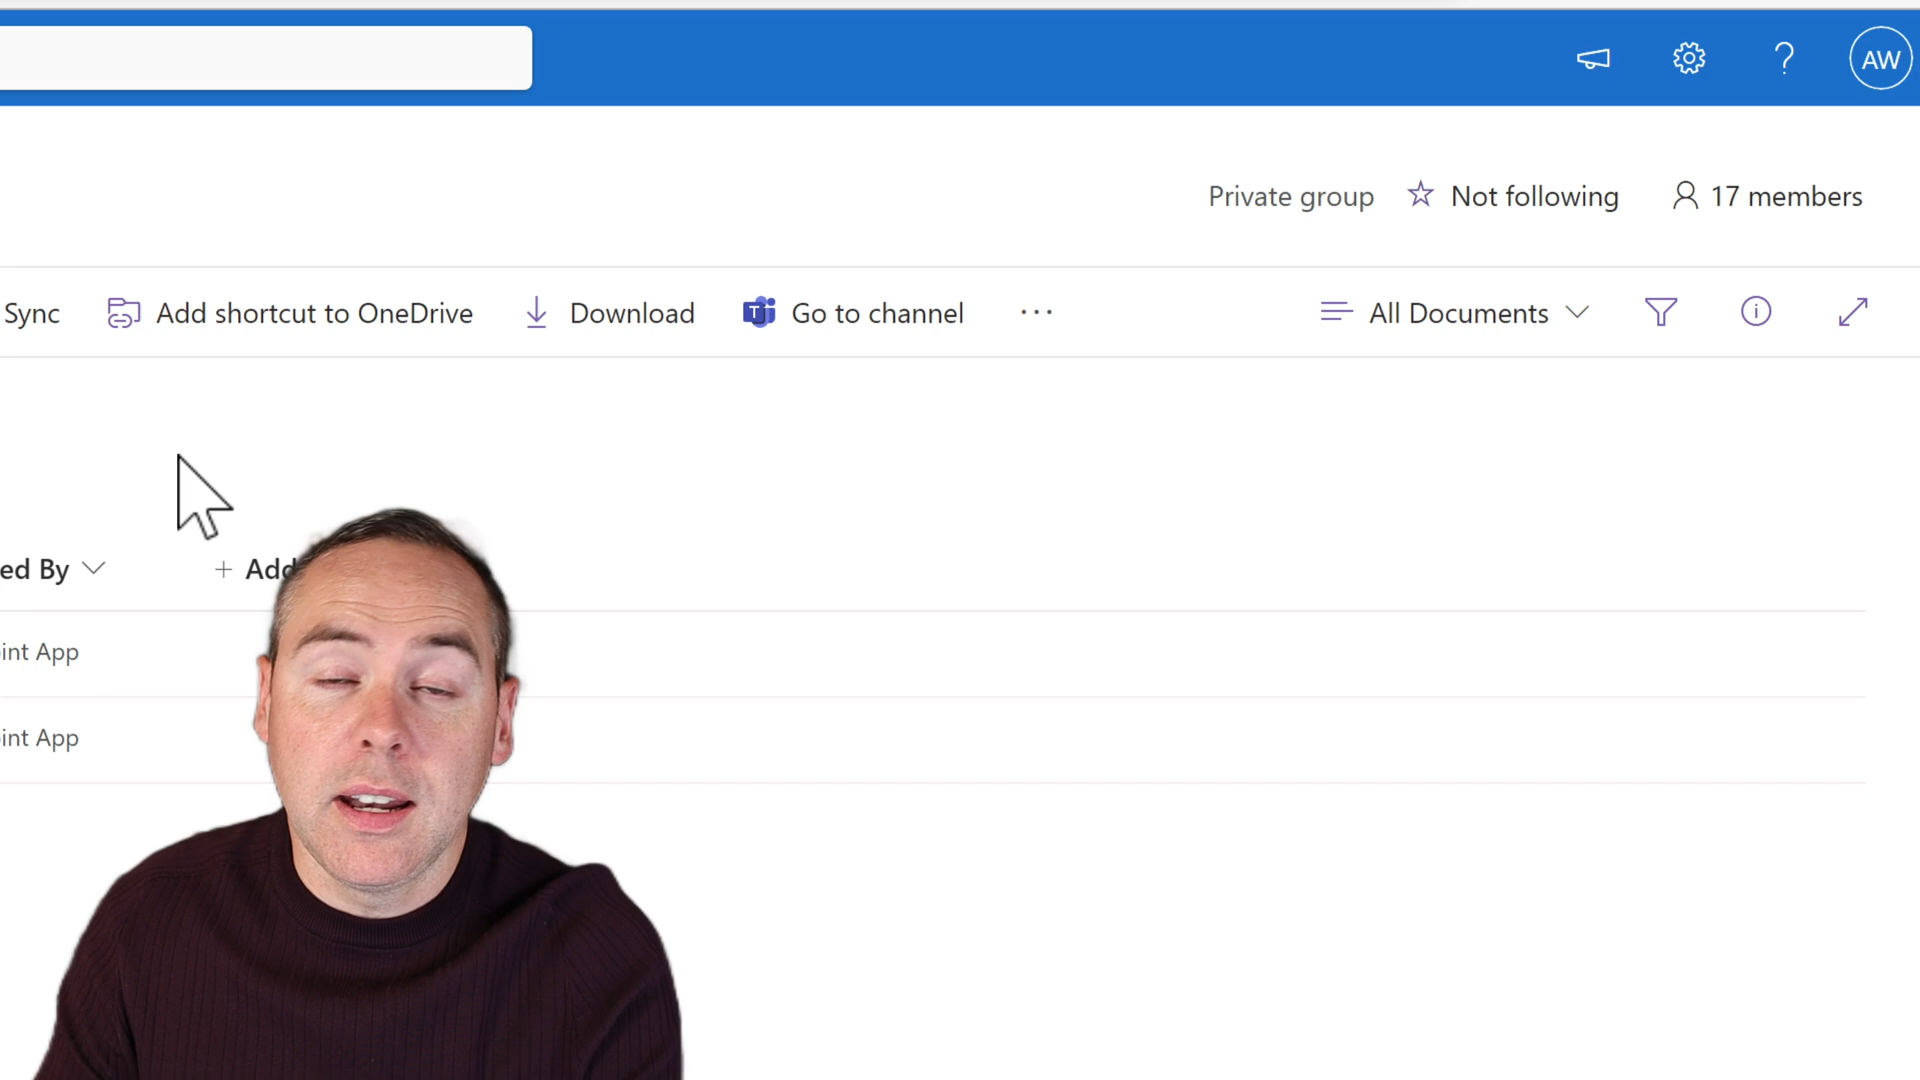 AW
Private group Not following 17 members
Sync Add shortcut to OneDrive Download Go to channel ...
All Documents
ed By + Add
int App
int App